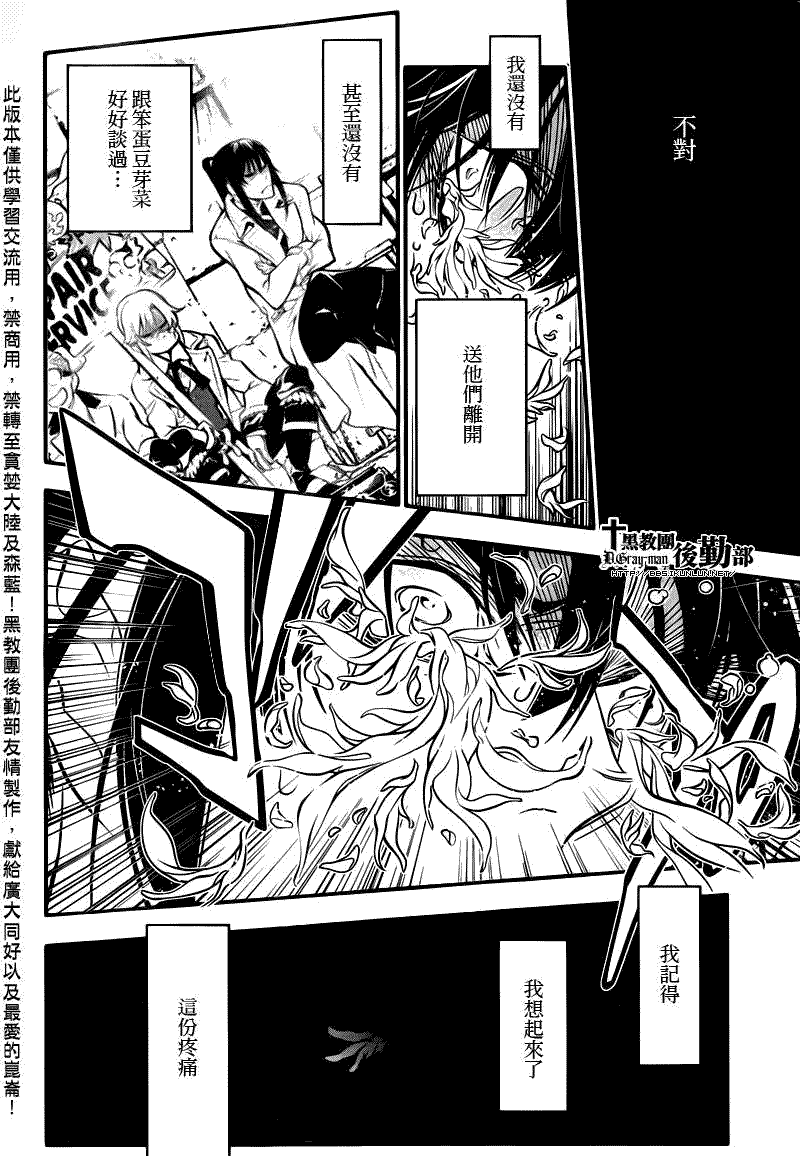 不對
我還沒有
送他們離開
甚至還沒有
跟笨蛋豆芽菜
好好談過…
PAIR
SERVICE
黑教團
D.Gray-man
後勤部
HTTP://BESIKUNLUN.NET/
我記得
我想起來了
這份疼痛
此版本僅供學習交流用，禁商用，禁轉至貪婪大陸及森藍！黑教團後勤部友情製作，獻給廣大同好以及最愛的崑崙！